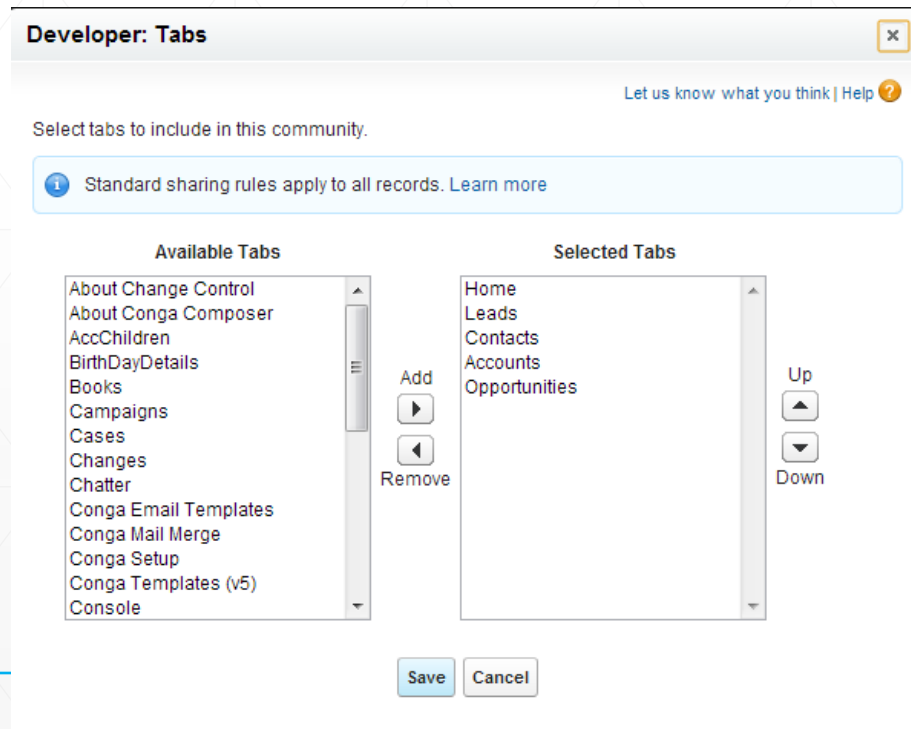 Developer: Tabs
Let us know what you think | Help ?
Select tabs to include in this community.
i Standard sharing rules apply to all records. Learn more
Available Tabs
About Change Control
About Conga Composer
AccChildren
BirthDayDetails
Books
Campaigns
Cases
Changes
Chatter
Conga Email Templates
Conga Mail Merge
Conga Setup
Conga Templates (v5)
Console
Add
Remove
Selected Tabs
Home
Leads
Contacts
Accounts
Opportunities
Up
Down
Save
Cancel